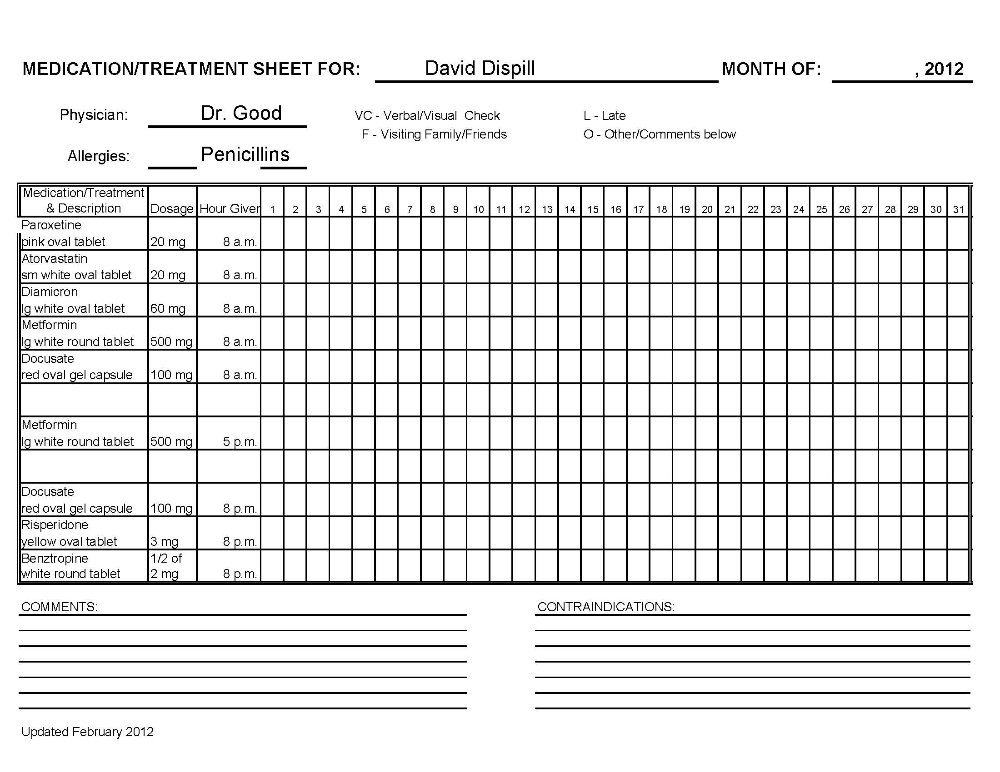 MEDICATION/TREATMENT SHEET FOR: David Dispill MONTH OF: , 2012
Physician: Dr. Good VC - Verbal/Visual Check L - Late
F - Visiting Family/Friends O - Other/Comments below
Allergies: Penicillins
Medication/Treatment
& Description Dosage Hour Given 1 2 3 4 5 6 7 8 9 10 11 12 13 14 15 16 17 18 19 20 21 22 23 24 25 26 27 28 29 30 31
Paroxetine
pink oval tablet 20 mg 8 a.m.
Atorvastatin
sm white oval tablet 20 mg 8 a.m.
Diamicron
lg white oval tablet 60 mg 8 a.m.
Metformin
lg white round tablet 500 mg 8 a.m.
Docusate
red oval gel capsule 100 mg 8 a.m.
Metformin
lg white round tablet 500 mg 5 p.m.
Docusate
red oval gel capsule 100 mg 8 p.m.
Risperidone
yellow oval tablet 3 mg 8 p.m.
Benztropine 1/2 of
white round tablet 2 mg 8 p.m.
COMMENTS: CONTRAINDICATIONS:
Updated February 2012